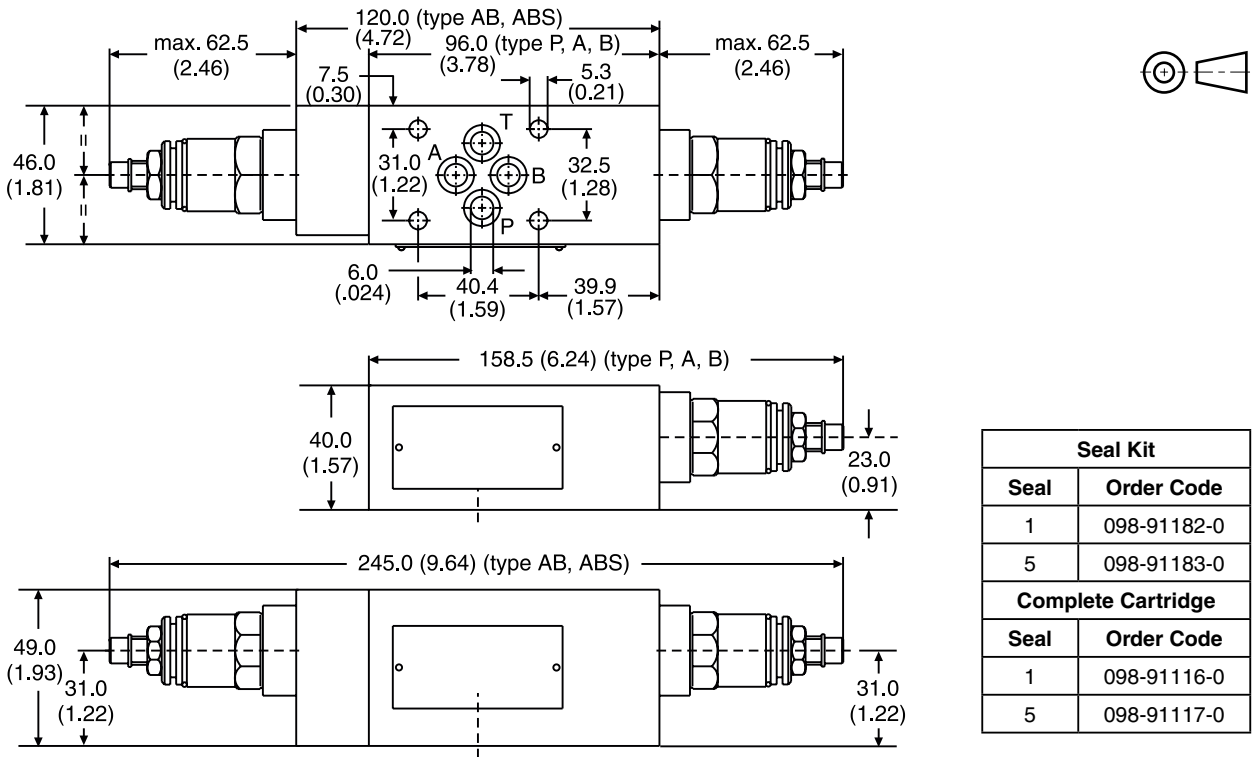 120.0 (type AB, ABS)
(4.72)
max. 62.5
(2.46)
96.0 (type P, A, B)
(3.78)
max. 62.5
(2.46)
7.5
(0.30)
5.3
(0.21)
46.0
(1.81)
T
A
31.0
(1.22)
B
32.5
(1.28)
P
6.0
(.024)
40.4
(1.59)
39.9
(1.57)
158.5 (6.24) (type P, A, B)
40.0
(1.57)
23.0
(0.91)
245.0 (9.64) (type AB, ABS)
49.0
(1.93)
31.0
(1.22)
31.0
(1.22)
Seal Kit
Seal Order Code
1 098-91182-0
5 098-91183-0
Complete Cartridge
Seal Order Code
1 098-91116-0
5 098-91117-0